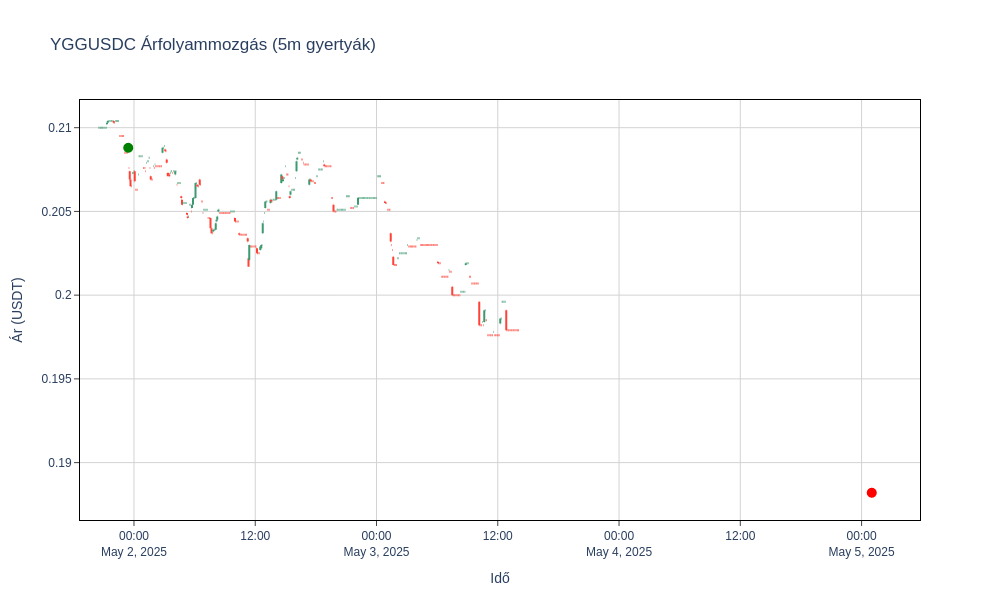 YGGUSDC Árfolyammozgás (5m gyertyák)
0.21
0.205
0.2
0.195
0.19
Ár (USDT)
00:00
May 2, 2025
12:00
00:00
May 3, 2025
12:00
00:00
May 4, 2025
12:00
00:00
May 5, 2025
Idő